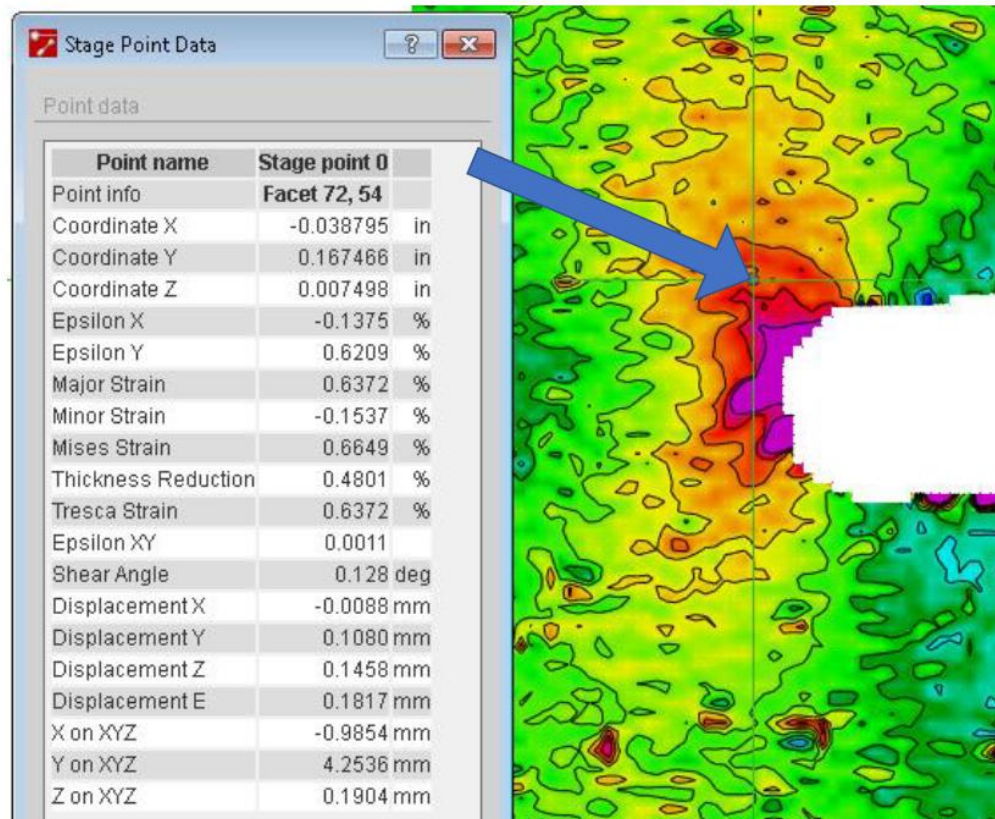 Stage Point Data
Point data
Point name Stage point 0
Point info Facet 72, 54
Coordinate X -0.038795 in
Coordinate Y 0.167466 in
Coordinate Z 0.007498 in
Epsilon X -0.1375 %
Epsilon Y 0.6209 %
Major Strain 0.6372 %
Minor Strain -0.1537 %
Mises Strain 0.6649 %
Thickness Reduction 0.4801 %
Tresca Strain 0.6372 %
Epsilon XY 0.0011
Shear Angle 0.128 deg
Displacement X -0.0088 mm
Displacement Y 0.1080 mm
Displacement Z 0.1458 mm
Displacement E 0.1817 mm
X on XYZ -0.9854 mm
Y on XYZ 4.2536 mm
Z on XYZ 0.1904 mm